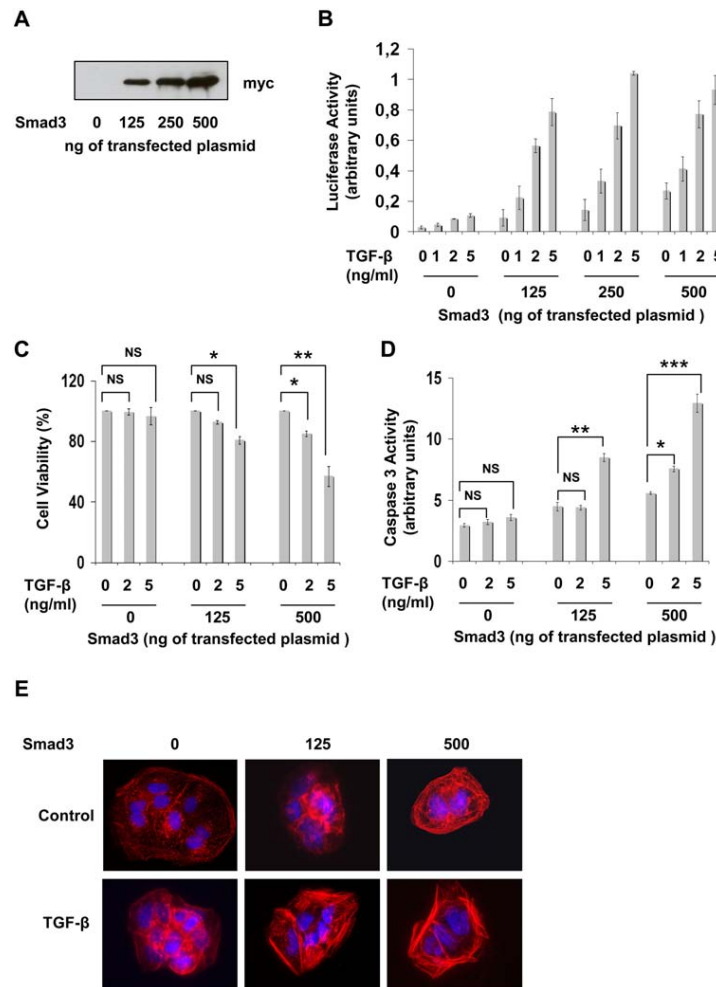 A
myc
Smad3 0 125 250 500
ng of transfected plasmid
B
Luciferase Activity
(arbitrary units)
1,2
1
0,8
0,6
0,4
0,2
0
TGF-β 0 1 2 5 0 1 2 5 0 1 2 5 0 1 2 5
(ng/ml)
0 125 250 500
Smad3 (ng of transfected plasmid )
C
Cell Viability (%)
120
80
40
0
NS
NS
*
NS
**
*
TGF-β 0 2 5 0 2 5 0 2 5
(ng/ml)
0 125 500
Smad3 (ng of transfected plasmid )
D
Caspase 3 Activity
(arbitrary units)
15
10
5
0
NS
NS
**
NS
***
*
TGF-β 0 2 5 0 2 5 0 2 5
(ng/ml)
0 125 500
Smad3 (ng of transfected plasmid )
E
Smad3 0 125 500
Control
TGF-β